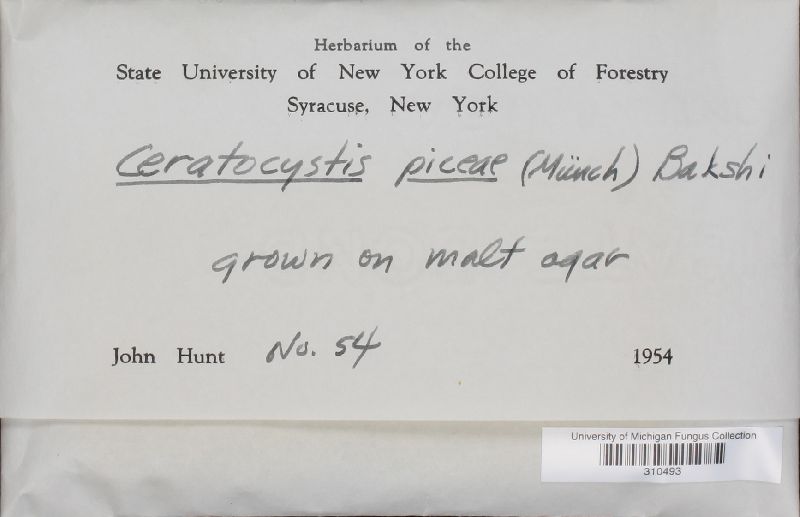 Herbarium of the
State University of New York College of Forestry
Syracuse, New York
Ceratocystis piceae (Münch) Bakshi
grown on malt agar
John Hunt No. 54 1954
University of Michigan Fungus Collection
310493